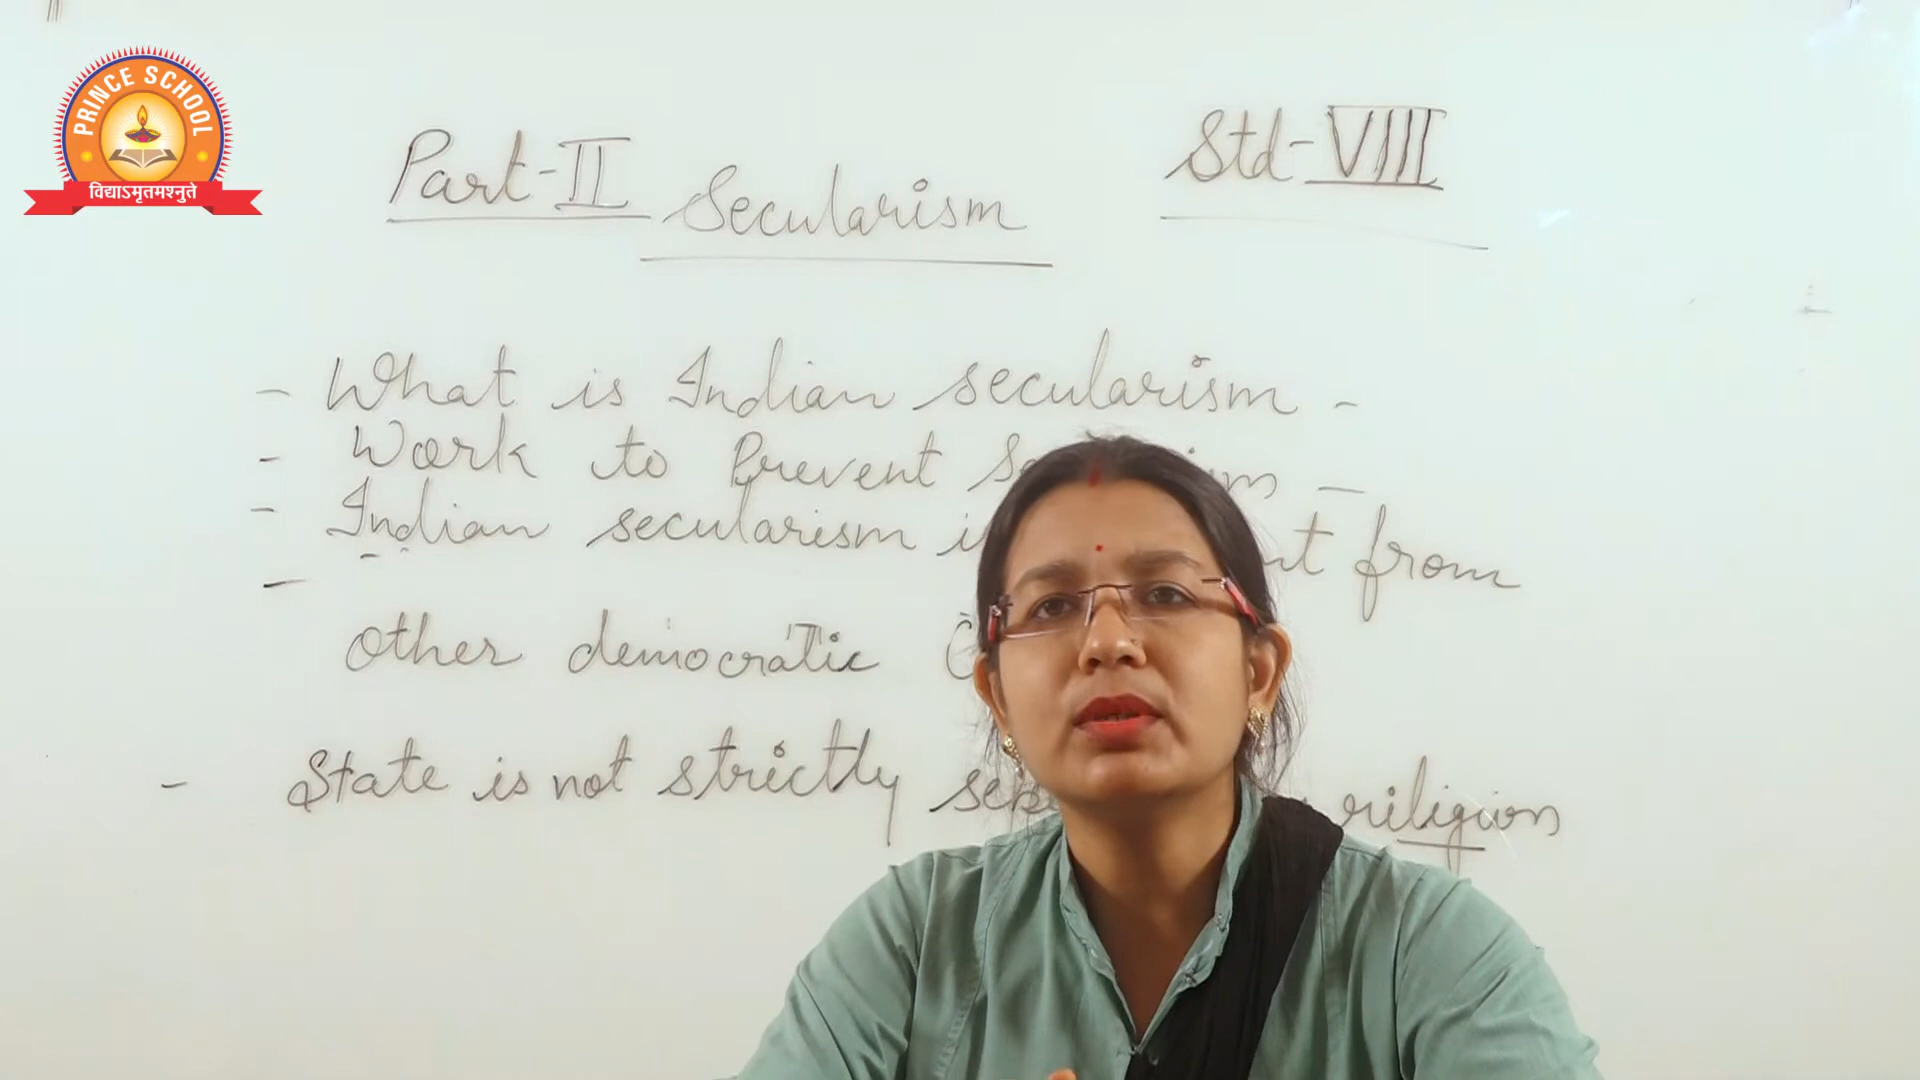 PRINCE SCHOOL
विद्याऽमृतमश्नुते
Part-II
Secularism
Std-VIII
- What is Indian secularism -
- Work to Prevent
- Indian secularism from
-
other democratic
- State is not strictly riligion